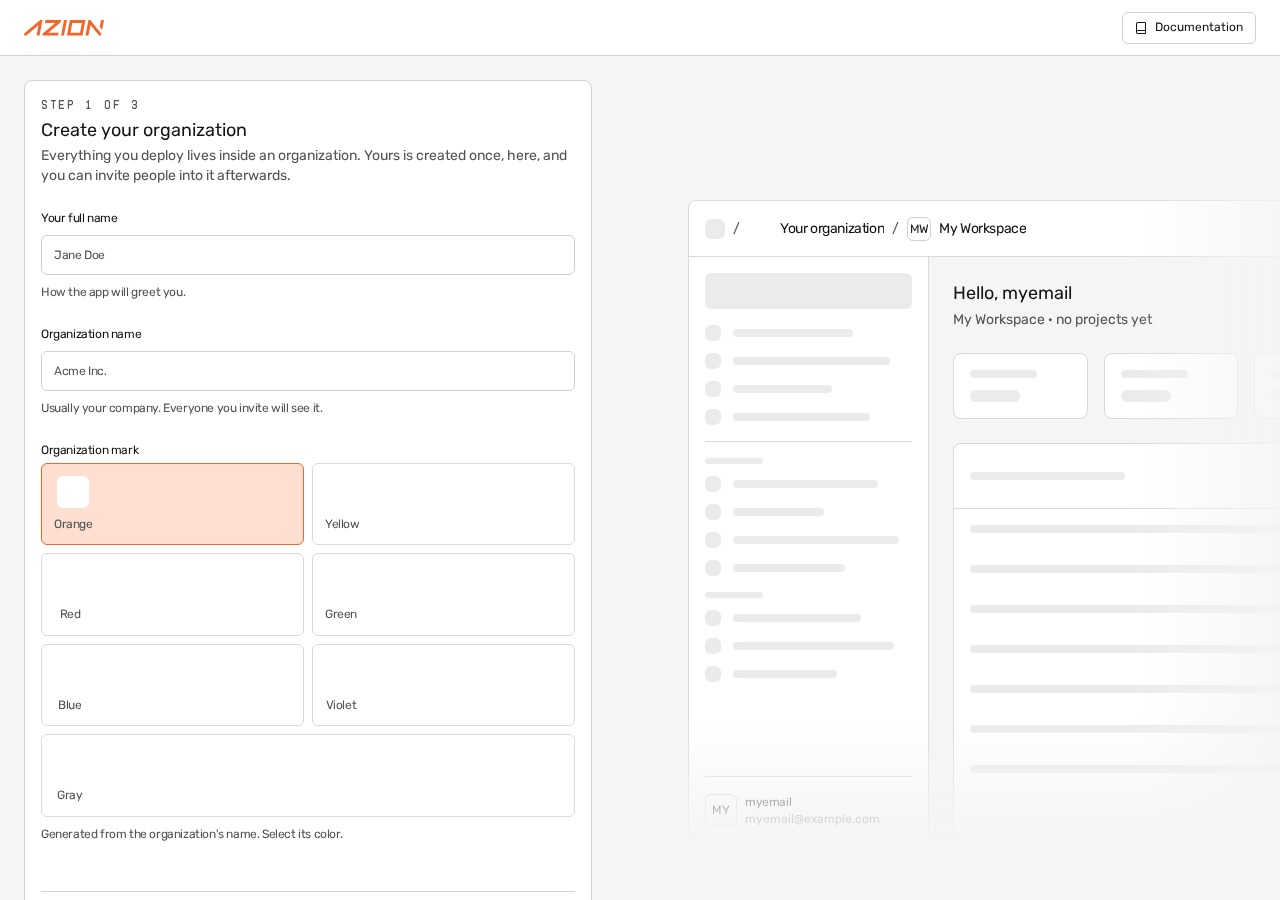 AZION
Documentation
STEP 1 OF 3
Create your organization
Everything you deploy lives inside an organization. Yours is created once, here, and
you can invite people into it afterwards.
Your full name
Jane Doe
How the app will greet you.
Organization name
Acme Inc.
Usually your company. Everyone you invite will see it.
Organization mark
Orange
Yellow
Red
Green
Blue
Violet
Gray
Generated from the organization's name. Select its color.
/ Your organization / MW My Workspace
Hello, myemail
My Workspace • no projects yet
MY
myemail
myemail@example.com